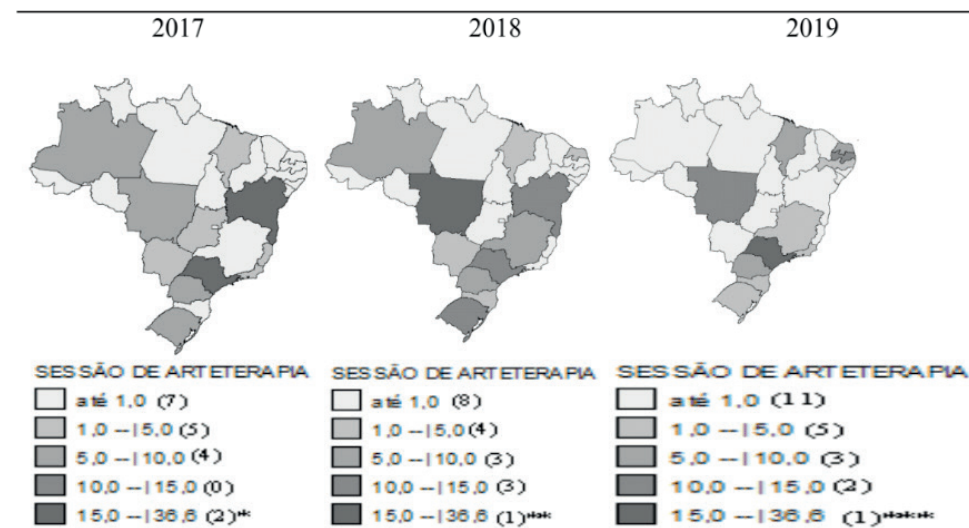 2017 2018 2019
SESSÃO DE ARTETERAPIA
até 1,0 (7)
1,0 --|5,0 (5)
5,0 --|10,0 (4)
10,0 --|15,0 (0)
15,0 --|36,6 (2)*
SESSÃO DE ARTETERAPIA
até 1,0 (8)
1,0 --|5,0 (4)
5,0 --|10,0 (3)
10,0 --|15,0 (3)
15,0 --|36,6 (1)***
SESSÃO DE ARTETERAPIA
até 1,0 (11)
1,0 --|5,0 (5)
5,0 --|10,0 (3)
10,0 --|15,0 (2)
15,0 --|36,6 (1)****